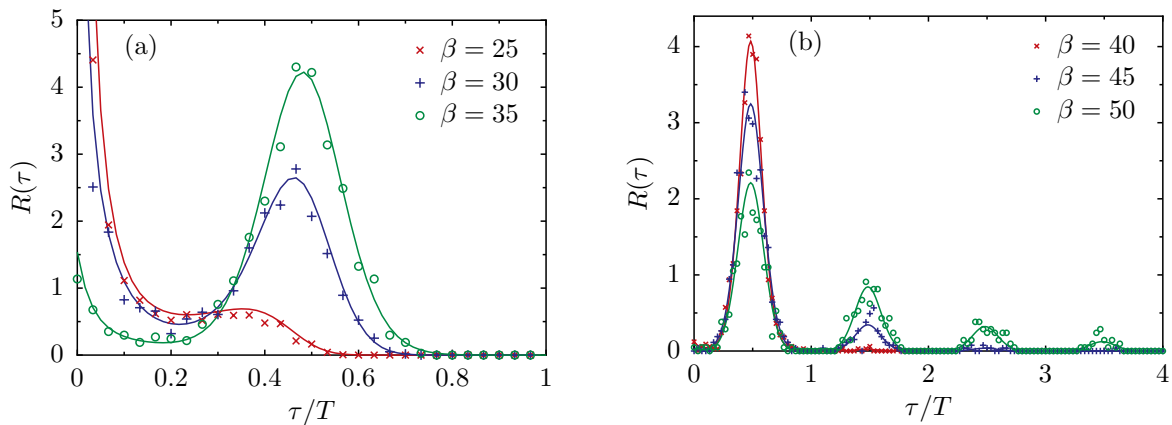 (a)
β = 25
β = 30
β = 35
R(τ)
5
4
3
2
1
0
0 0.2 0.4 0.6 0.8 1
τ/T
(b)
β = 40
β = 45
β = 50
R(τ)
4
3
2
1
0
0 1 2 3 4
τ/T